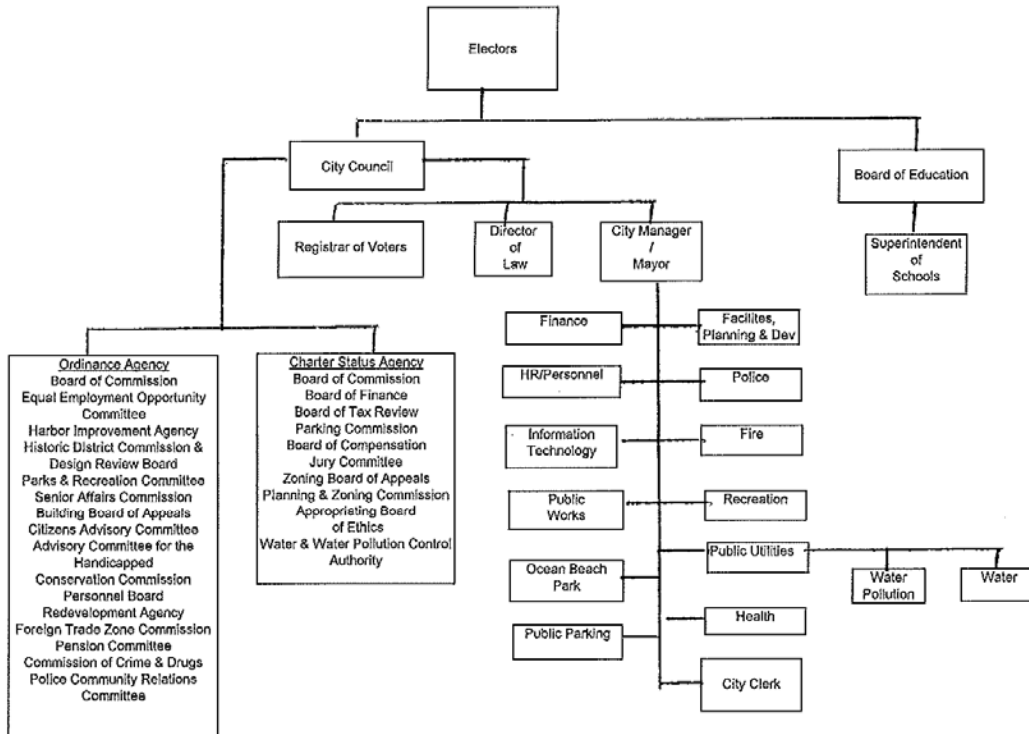 Electors
City Council
Board of Education
Registrar of Voters
Director
of
Law
City Manager
/
Mayor
Superintendent
of
Schools
Finance
Facilites,
Planning & Dev
HR/Personnel
Police
Information
Technology
Fire
Public
Works
Recreation
Public Utilities
Water
Pollution
Water
Ocean Beach
Park
Health
Public Parking
City Clerk
Ordinance Agency
Board of Commission
Equal Employment Opportunity
Committee
Harbor Improvement Agency
Historic District Commission &
Design Review Board
Parks & Recreation Committee
Senior Affairs Commission
Building Board of Appeals
Citizens Advisory Committee
Advisory Committee for the
Handicapped
Conservation Commission
Personnel Board
Redevelopment Agency
Foreign Trade Zone Commission
Pension Committee
Commission of Crime & Drugs
Police Community Relations
Committee
Charter Status Agency
Board of Commission
Board of Finance
Board of Tax Review
Parking Commission
Board of Compensation
Jury Committee
Zoning Board of Appeals
Planning & Zoning Commission
Appropriating Board
of Ethics
Water & Water Pollution Control
Authority